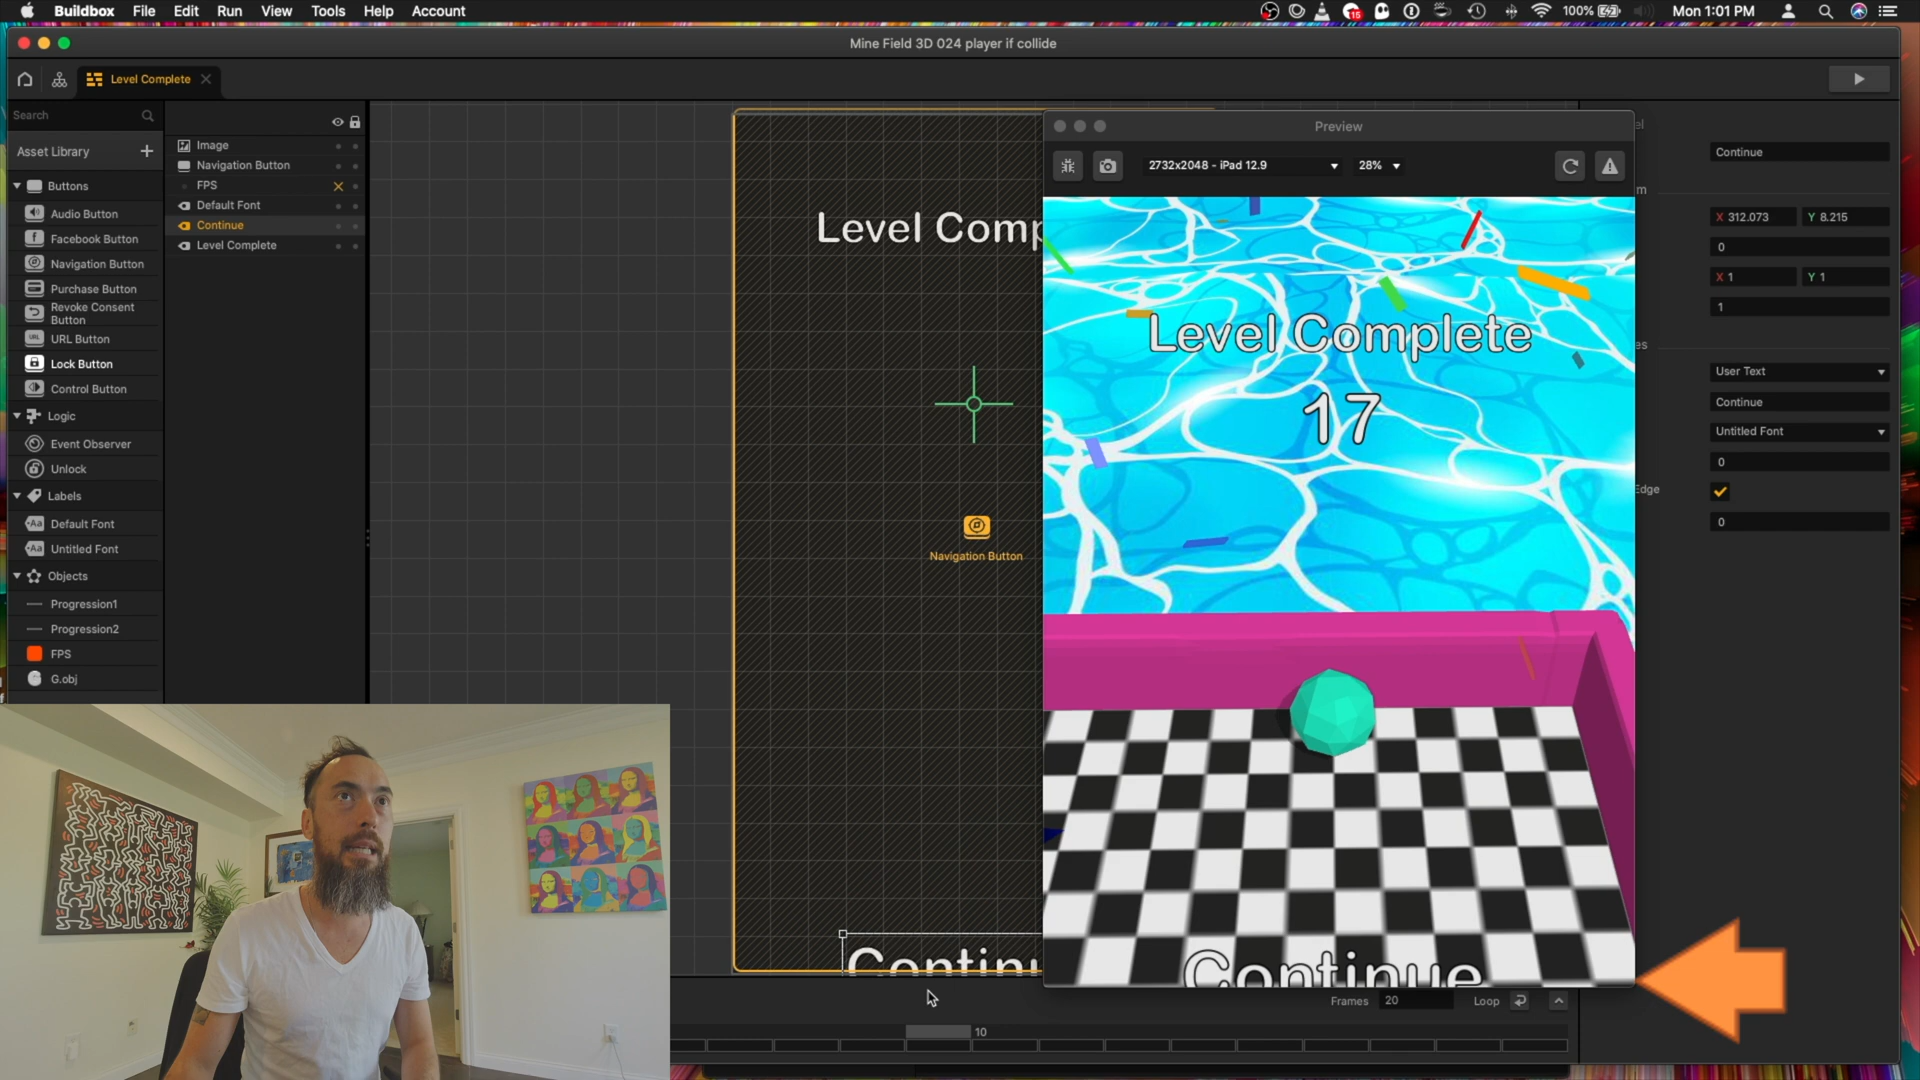 Buildbox File Edit Run View Tools Help Account 15 100% Mon 1:01 PM
Mine Field 3D 024 player if collide
Level Complete
Search
Asset Library
Buttons
Audio Button
Facebook Button
Navigation Button
Purchase Button
Revoke Consent
Button
URL Button
Lock Button
Control Button
Logic
Event Observer
Unlock
Labels
Default Font
Untitled Font
Objects
Progression1
Progression2
FPS
G.obj
Image
Navigation Button
FPS
Default Font
Continue
Level Complete
Level Comp
Navigation Button
Continu
Preview
2732x2048 - iPad 12.9 28%
Level Complete
17
Continue
Frames 20 Loop
10
Continue
X 312.073 Y 8.215
0
X 1 Y 1
1
User Text
Continue
Untitled Font
0
Edge
0